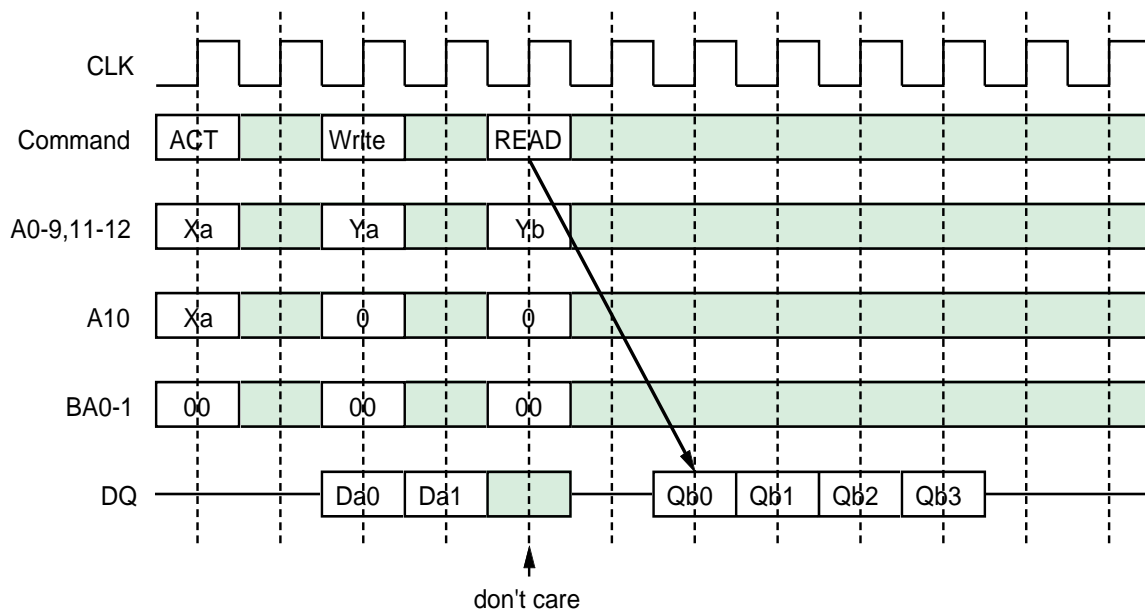 CLK
Command ACT Write READ
A0-9,11-12 Xa Ya Yb
A10 Xa 0 0
BA0-1 00 00 00
DQ Da0 Da1 Qb0 Qb1 Qb2 Qb3
don't care